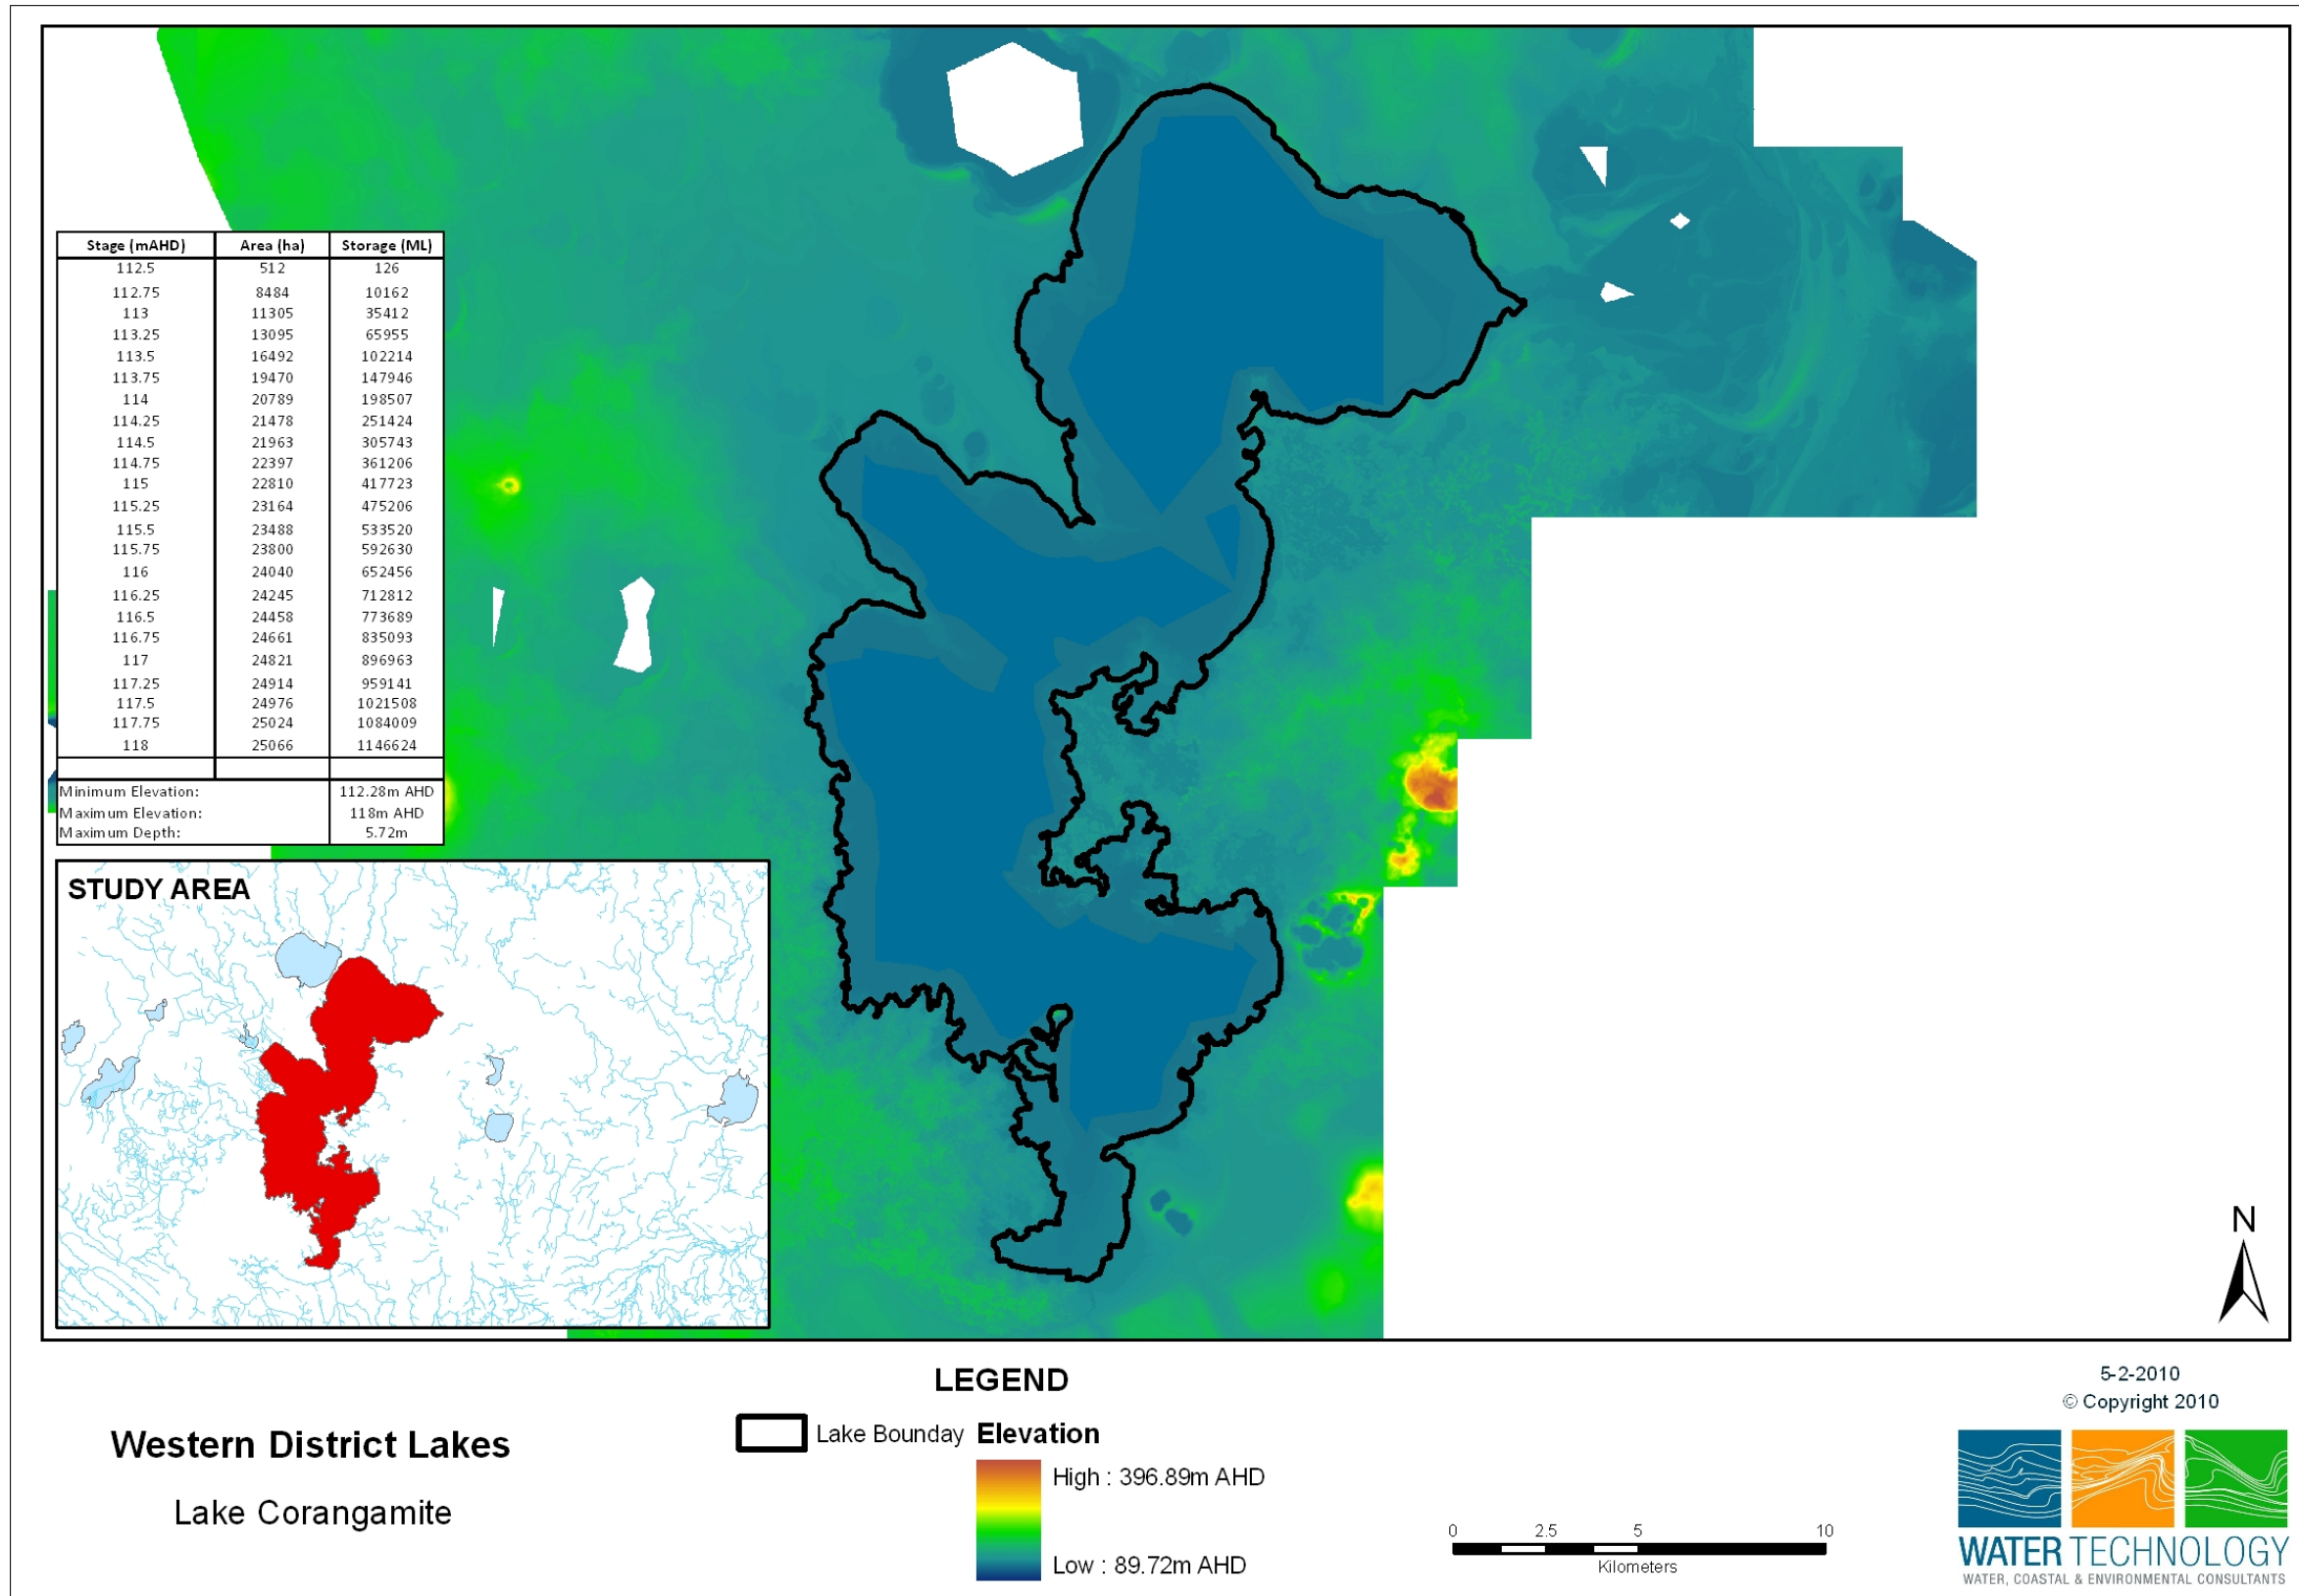 Stage (mAHD) Area (ha) Storage (ML)
112.5 512 126
112.75 8484 10162
113 11305 35412
113.25 13095 65955
113.5 16492 102214
113.75 19470 147946
114 20789 198507
114.25 21478 251424
114.5 21963 305743
114.75 22397 361206
115 22810 417723
115.25 23164 475206
115.5 23488 533520
115.75 23800 592630
116 24040 652456
116.25 24245 712812
116.5 24458 773689
116.75 24661 835093
117 24821 896963
117.25 24914 959141
117.5 24976 1021508
117.75 25024 1084009
118 25066 1146624
Minimum Elevation: 112.28m AHD
Maximum Elevation: 118m AHD
Maximum Depth: 5.72m
STUDY AREA
N
Western District Lakes
Lake Corangamite
LEGEND
Lake Bounday
Elevation
High : 396.89m AHD
Low : 89.72m AHD
0 2.5 5 10
Kilometers
5-2-2010
© Copyright 2010
WATER TECHNOLOGY
WATER, COASTAL & ENVIRONMENTAL CONSULTANTS